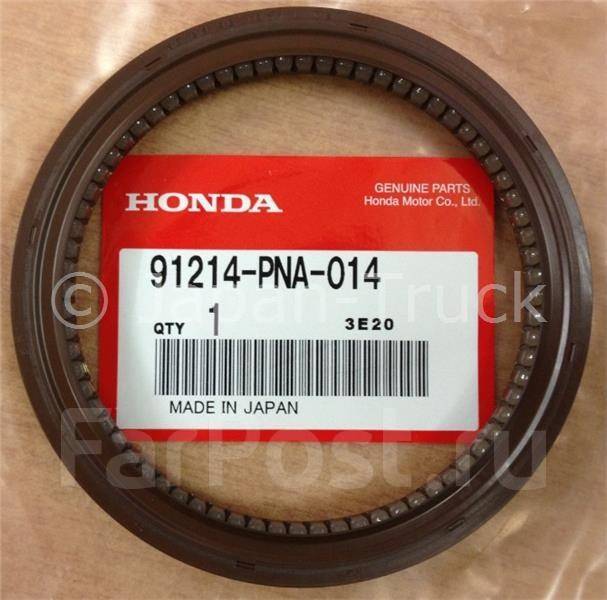 HONDA
GENUINE PARTS
Honda Motor Co., Ltd.
91214-PNA-014
© Japan-Truck
QTY 1 3E20
MADE IN JAPAN
FarPost.ru